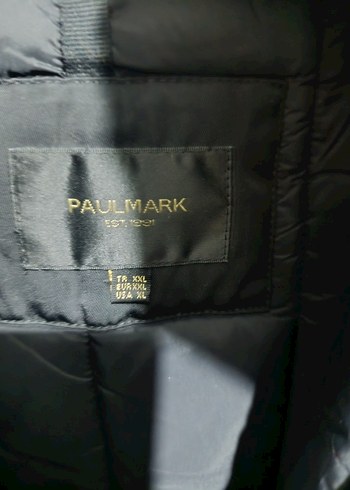 PAULMARK
EST. 1991
TR XXL
EUR XXL
USA XL